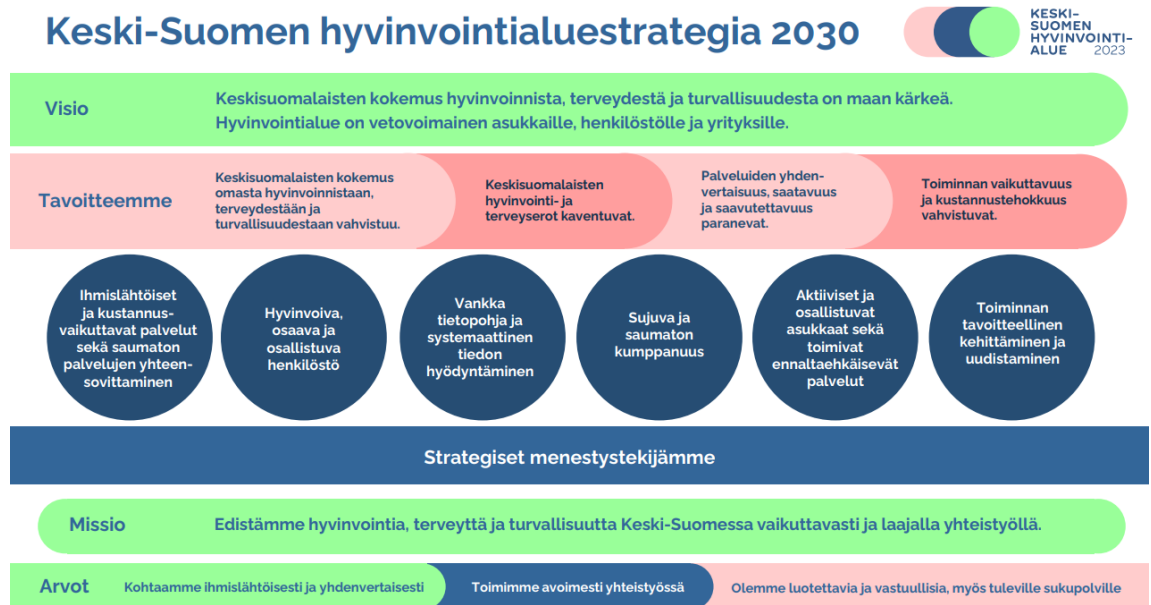 Keski-Suomen hyvinvointialuestrategia 2030
KESKI-
SUOMEN
HYVINVOINTI-
ALUE 2023
Visio
Keskisuomalaisten kokemus hyvinvoinnista, terveydestä ja turvallisuudesta on maan kärkeä.
Hyvinvointialue on vetovoimainen asukkaille, henkilöstölle ja yrityksille.
Tavoitteemme
Keskisuomalaisten kokemus
omasta hyvinvoinnistaan,
terveydestään ja
turvallisuudestaan vahvistuu.
Keskisuomalaisten
hyvinvointi- ja
terveyserot kaventuvat.
Palveluiden yhden-
vertaisuus, saatavuus
ja saavutettavuus
paranevat.
Toiminnan vaikuttavuus
ja kustannustehokkuus
vahvistuvat.
Ihmislähtöiset
ja kustannus-
vaikuttavat palvelut
sekä saumaton
palvelujen yhteen-
sovittaminen
Hyvinvoiva,
osaava ja
osallistuva
henkilöstö
Vankka
tietopohja ja
systemaattinen
tiedon
hyödyntäminen
Sujuva ja
saumaton
kumppanuus
Aktiiviset ja
osallistuvat
asukkaat sekä
toimivat
ennaltaehkäisevät
palvelut
Toiminnan
tavoitteellinen
kehittäminen ja
uudistaminen
Strategiset menestystekijämme
Missio
Edistämme hyvinvointia, terveyttä ja turvallisuutta Keski-Suomessa vaikuttavasti ja laajalla yhteistyöllä.
Arvot
Kohtaamme ihmislähtöisesti ja yhdenvertaisesti
Toimimme avoimesti yhteistyössä
Olemme luotettavia ja vastuullisia, myös tuleville sukupolville